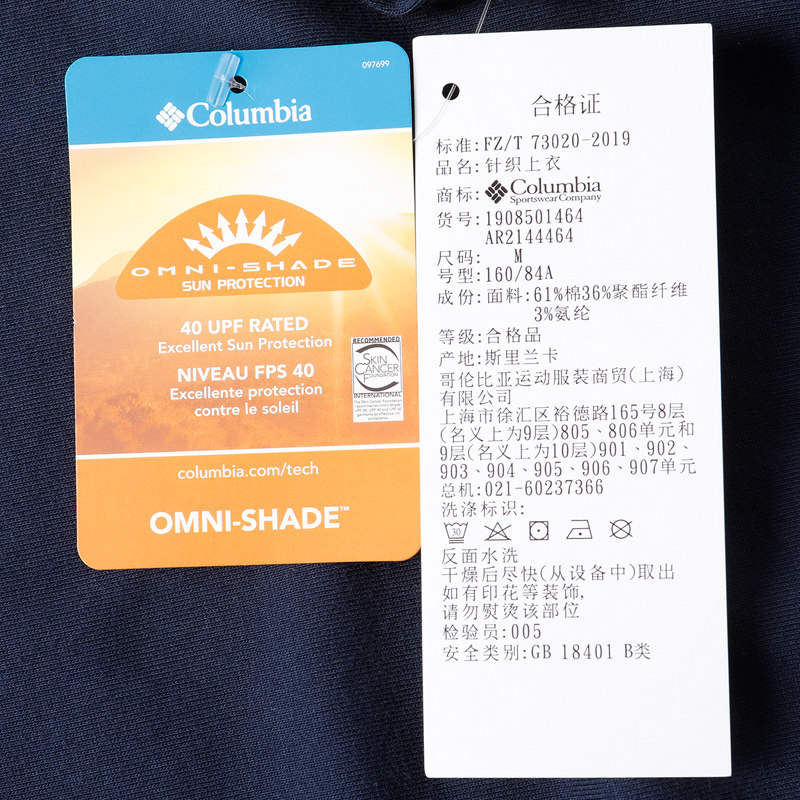 097699
Columbia
OMNI-SHADE
SUN PROTECTION
40 UPF RATED
Excellent Sun Protection
NIVEAU FPS 40
Excellente protection
contre le soleil
RECOMMENDED
SKIN
CANCER
FOUNDATION
INTERNATIONAL
columbia.com/tech
OMNI-SHADE™
合格证
标准:FZ/T 73020-2019
品名:针织上衣
商标: Columbia
Sportswear Company
货号:1908501464
AR2144464
尺码: M
号型:160/84A
成份:面料:61%棉36%聚酯纤维
3%氨纶
等级:合格品
产地:斯里兰卡
哥伦比亚运动服装商贸(上海)
有限公司
上海市徐汇区裕德路165号8层
(名义上为9层)805、806单元和
9层(名义上为10层)901、902、
903、904、905、906、907单元
总机:021-60237366
洗涤标识:
30
反面水洗
干燥后尽快(从设备中)取出
如有印花等装饰,
请勿熨烫该部位
检验员:005
安全类别:GB 18401 B类